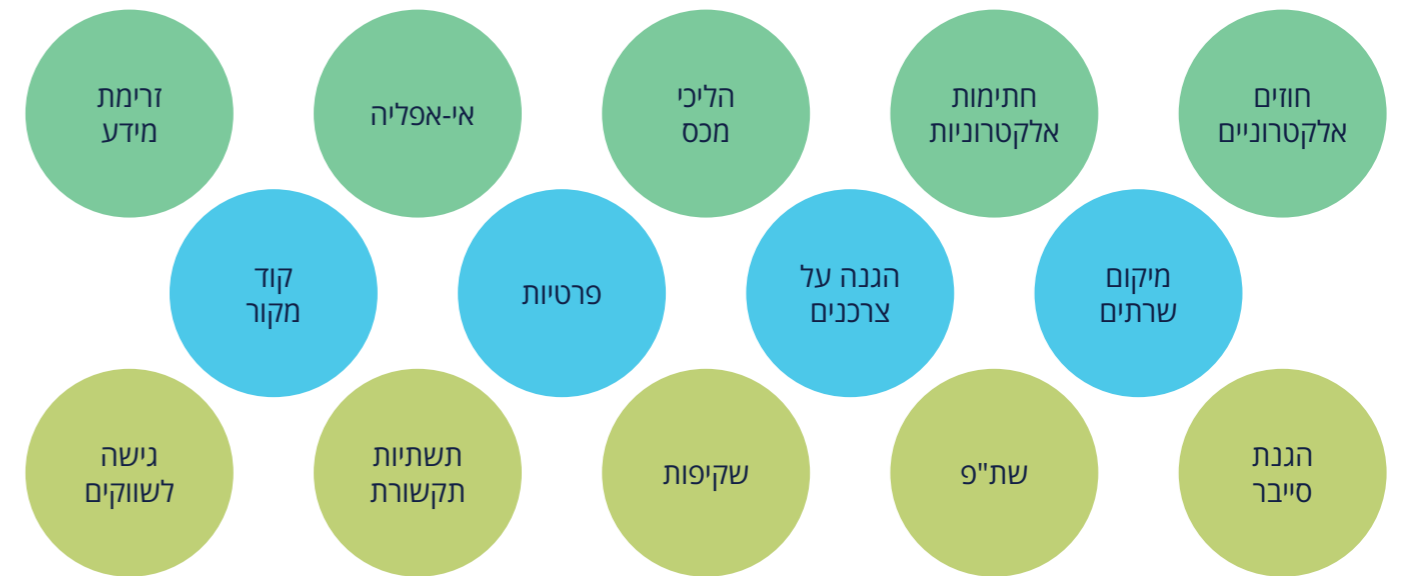 חוזים
אלקטרוניים
חתימות
אלקטרוניות
הליכי
מכס
אי-אפליה
זרימת
מידע
מיקום
שרתים
הגנה על
צרכנים
פרטיות
קוד
מקור
הגנת
סייבר
שת"פ
שקיפות
תשתיות
תקשורת
גישה
לשווקים